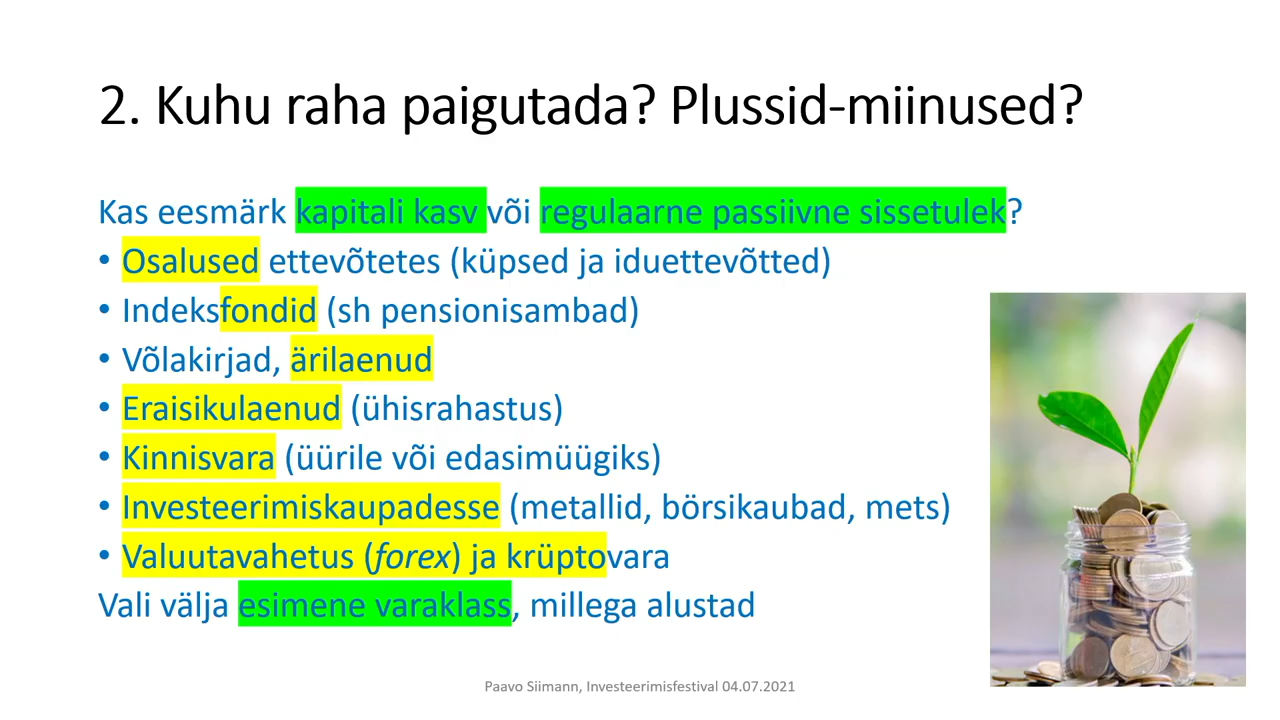 2. Kuhu raha paigutada? Plussid-miinused?
Kas eesmärk kapitali kasv või regulaarne passiivne sissetulek?
• Osalused ettevõtetes (küpsed ja iduettevõtted)
• Indeksfondid (sh pensionisambad)
• Võlakirjad, ärilaenud
• Eraisikulaenud (ühisrahastus)
• Kinnisvara (üürile või edasimüügiks)
• Investeerimiskaupadesse (metallid, börsikaubad, mets)
• Valuutavahetus (forex) ja krüptovara
Vali välja esimene varaklass, millega alustad
Paavo Siimann, Investeerimisfestival 04.07.2021